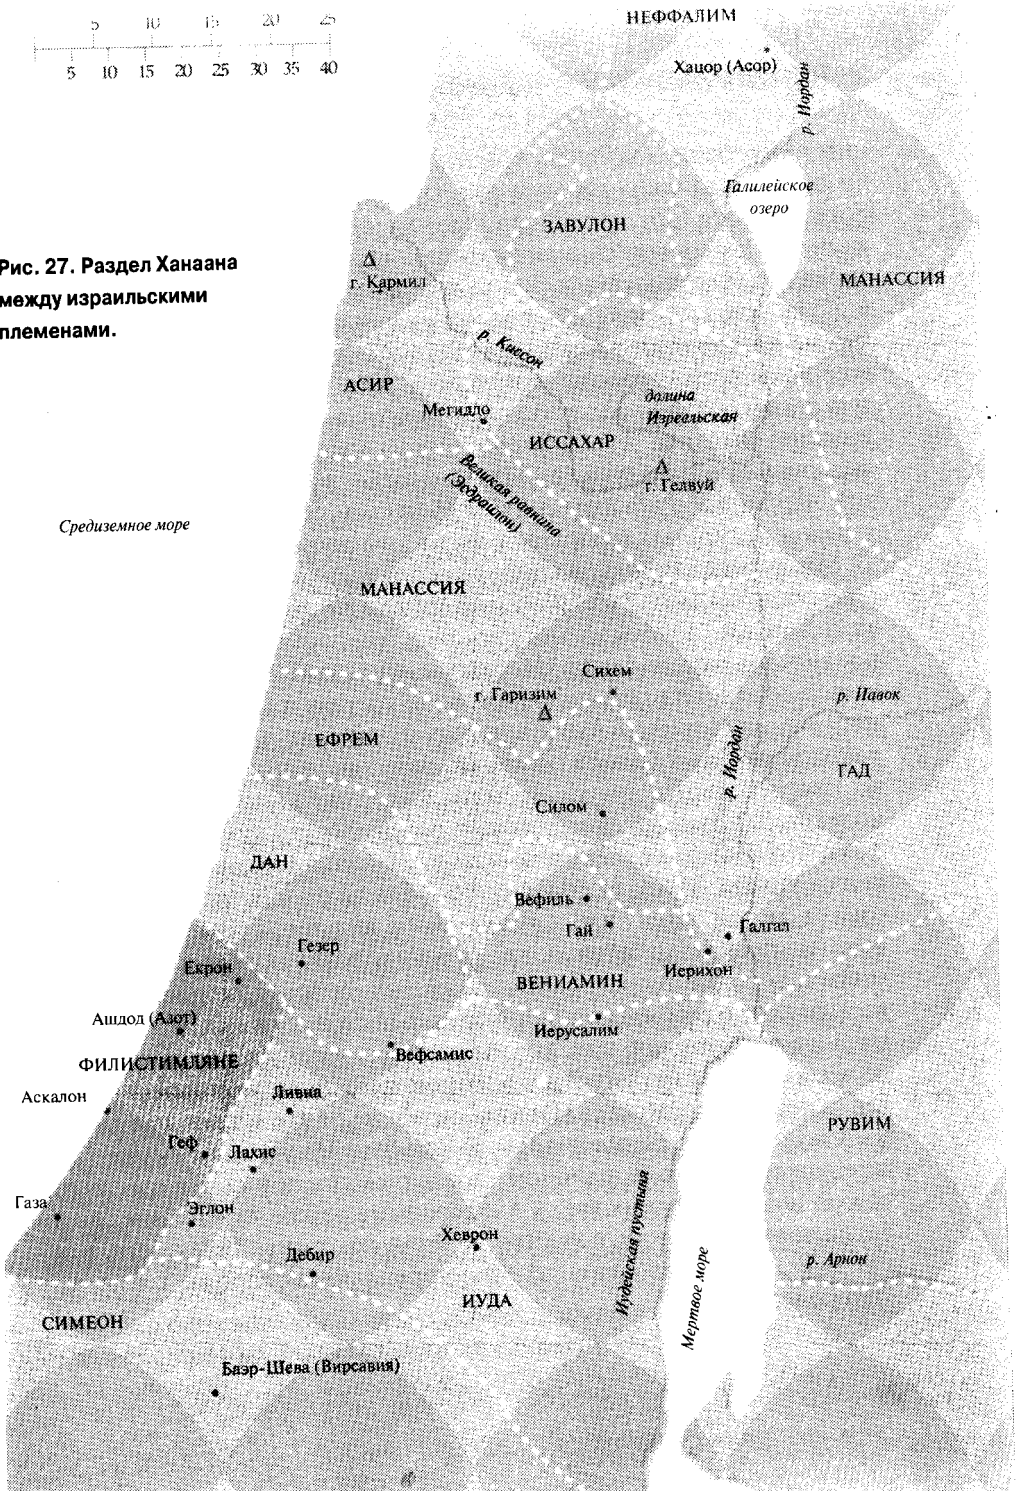 5 10 15 20 25
5 10 15 20 25 30 35 40
НЕФФАЛИМ
Хацор (Асор)
р. Иордан
Галилейское
озеро
ЗАВУЛОН
Рис. 27. Раздел Ханаана
между израильскими
племенами.
г. Кармил
МАНАССИЯ
р. Киссон
АСИР
долина
Изреельская
Мегиддо
ИССАХАР
г. Гелвуй
Великая равнина
(Эсдраилон)
Средиземное море
МАНАССИЯ
Сихем
г. Гаризим
р. Иавок
ЕФРЕМ
р. Иордан
ГАД
Силом
ДАН
Вефиль
Гай
Галгал
Гезер
Екрон
Иерихон
ВЕНИАМИН
Ашдод (Азот)
Иерусалим
Вефсамис
ФИЛИСТИМЛЯНЕ
Аскалон
Ливна
РУВИМ
Геф
Лахис
Газа
Эглон
Хеврон
Дебир
Иудейская пустыня
Мертвое море
р. Арнон
ИУДА
СИМЕОН
Баэр-Шева (Вирсавия)